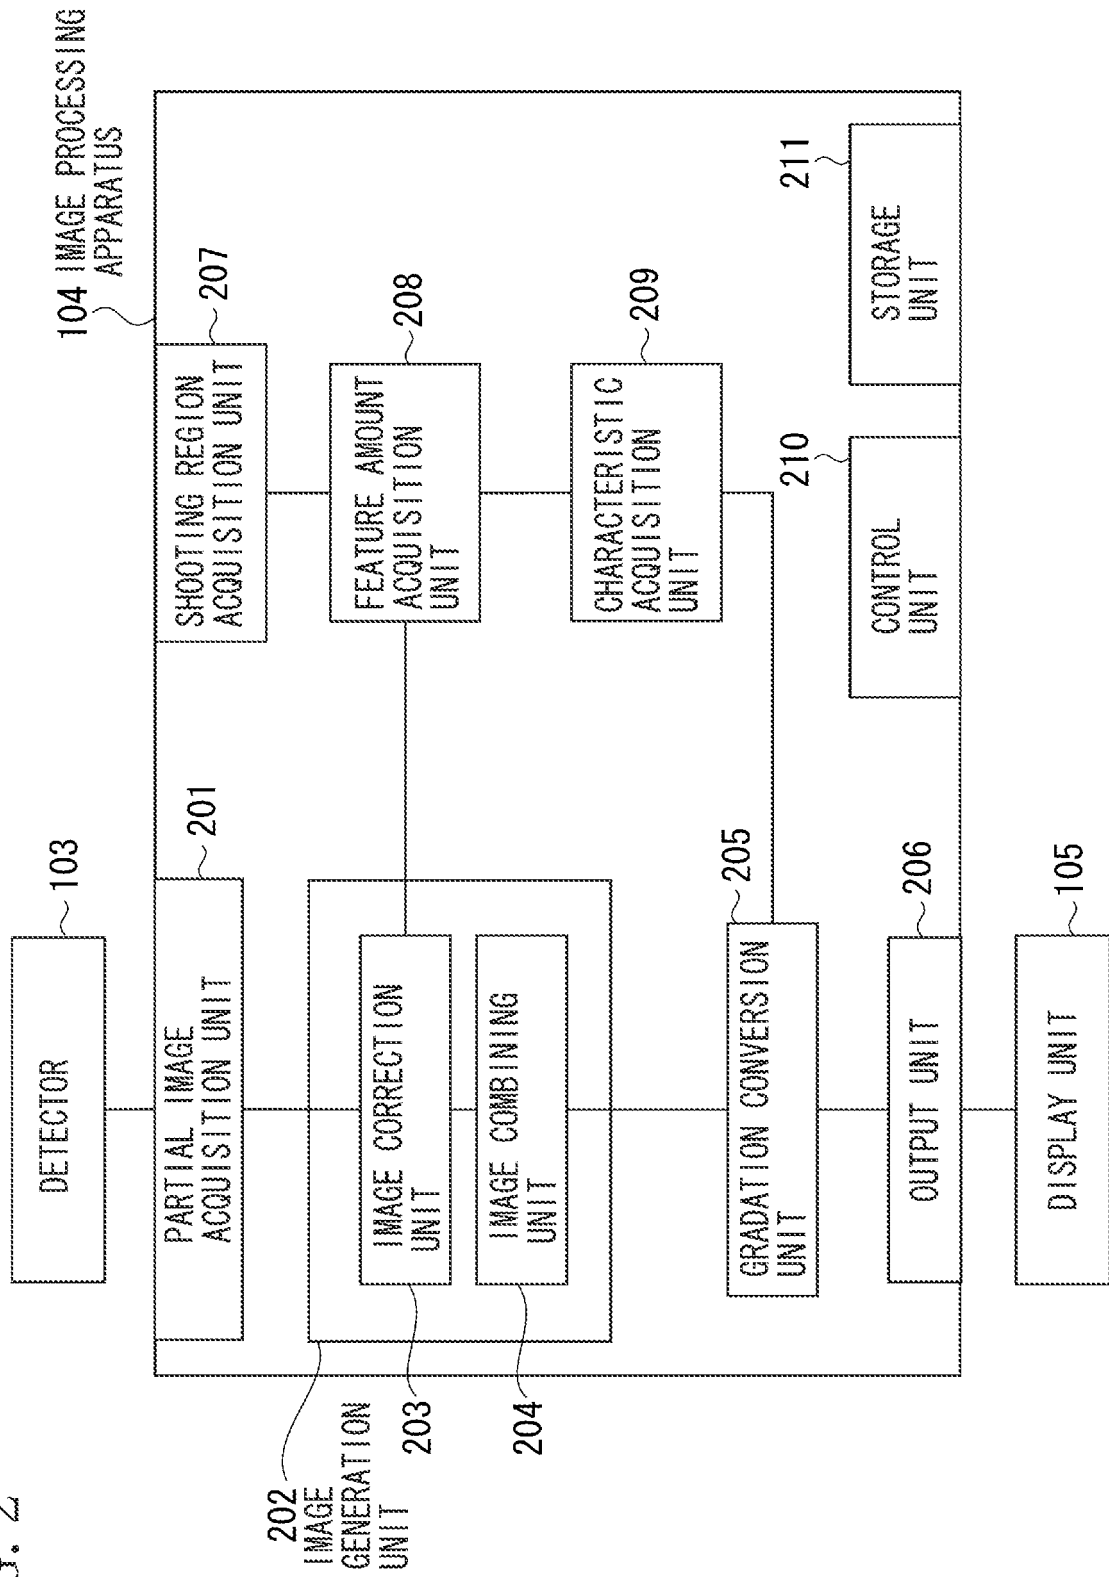 104 IMAGE PROCESSING
APPARATUS
103
DETECTOR
201
PARTIAL IMAGE
ACQUISITION UNIT
207
SHOOTING REGION
ACQUISITION UNIT
202
IMAGE
GENERATION
UNIT
203
IMAGE CORRECTION
UNIT
208
FEATURE AMOUNT
ACQUISITION
UNIT
204
IMAGE COMBINING
UNIT
209
CHARACTERISTIC
ACQUISITION
UNIT
205
GRADATION CONVERSION
UNIT
206
OUTPUT UNIT
210
CONTROL
UNIT
211
STORAGE
UNIT
105
DISPLAY UNIT